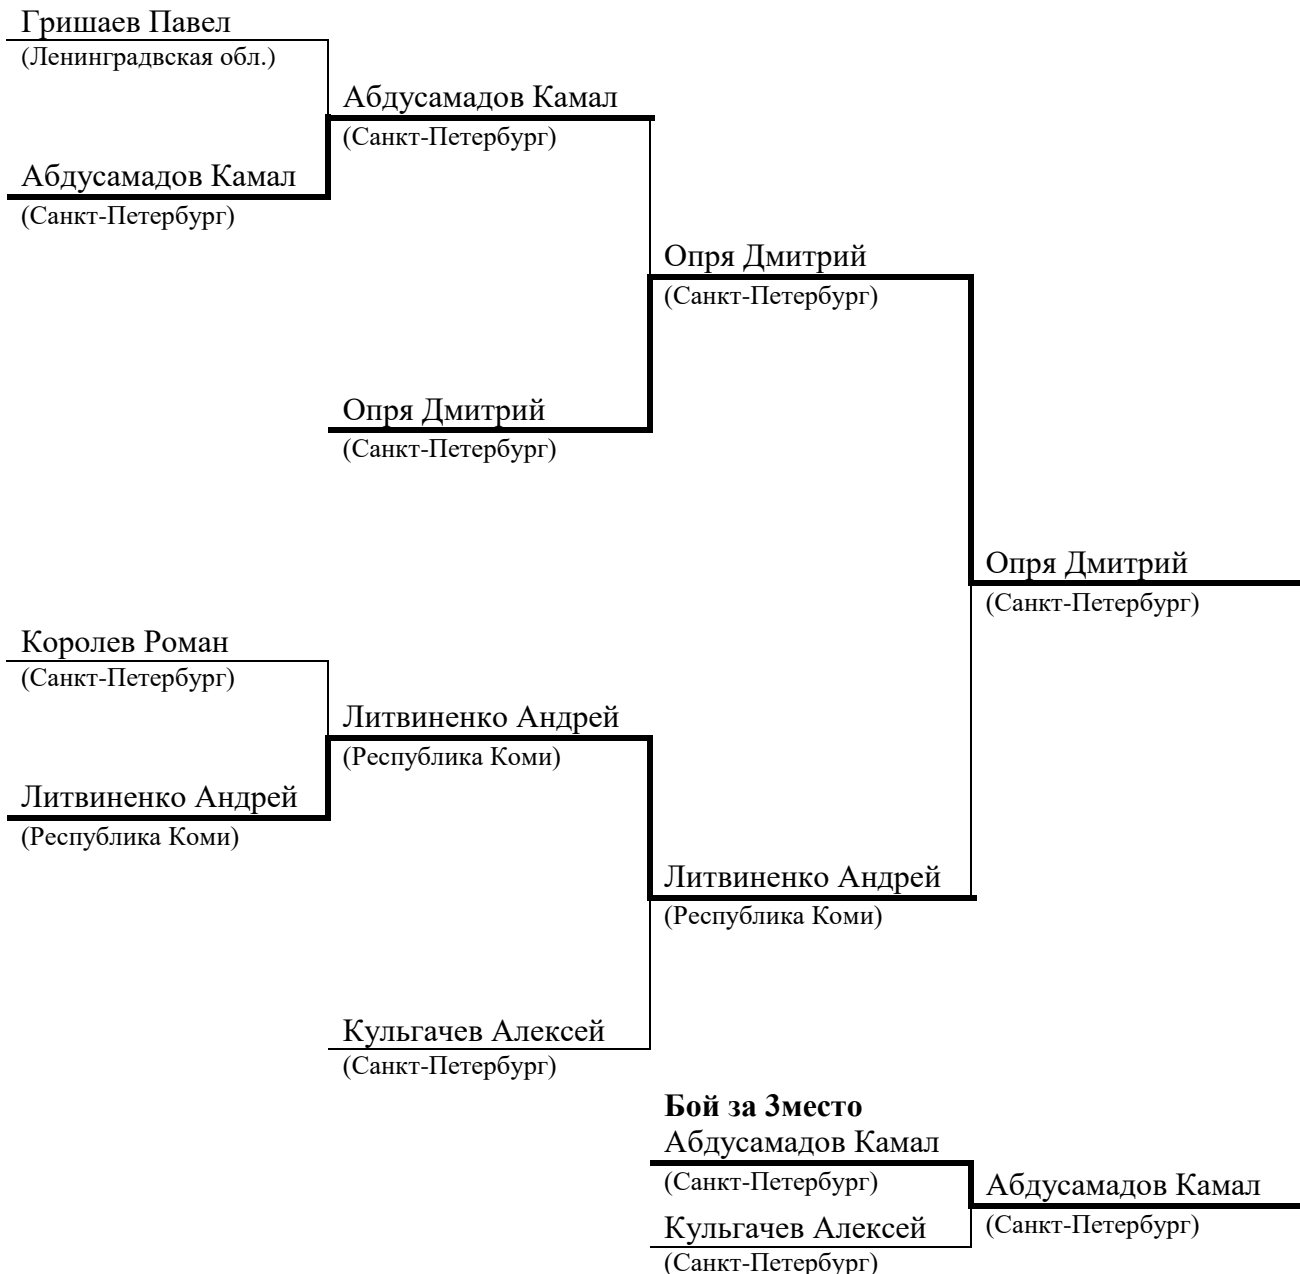 Гришаев Павел
(Ленинградвская обл.)
Абдусамадов Камал
(Санкт-Петербург)
Абдусамадов Камал
(Санкт-Петербург)
Опря Дмитрий
(Санкт-Петербург)
Опря Дмитрий
(Санкт-Петербург)
Опря Дмитрий
(Санкт-Петербург)
Королев Роман
(Санкт-Петербург)
Литвиненко Андрей
(Республика Коми)
Литвиненко Андрей
(Республика Коми)
Литвиненко Андрей
(Республика Коми)
Кульгачев Алексей
(Санкт-Петербург)
Бой за 3место
Абдусамадов Камал
(Санкт-Петербург)
Абдусамадов Камал
(Санкт-Петербург)
Кульгачев Алексей
(Санкт-Петербург)